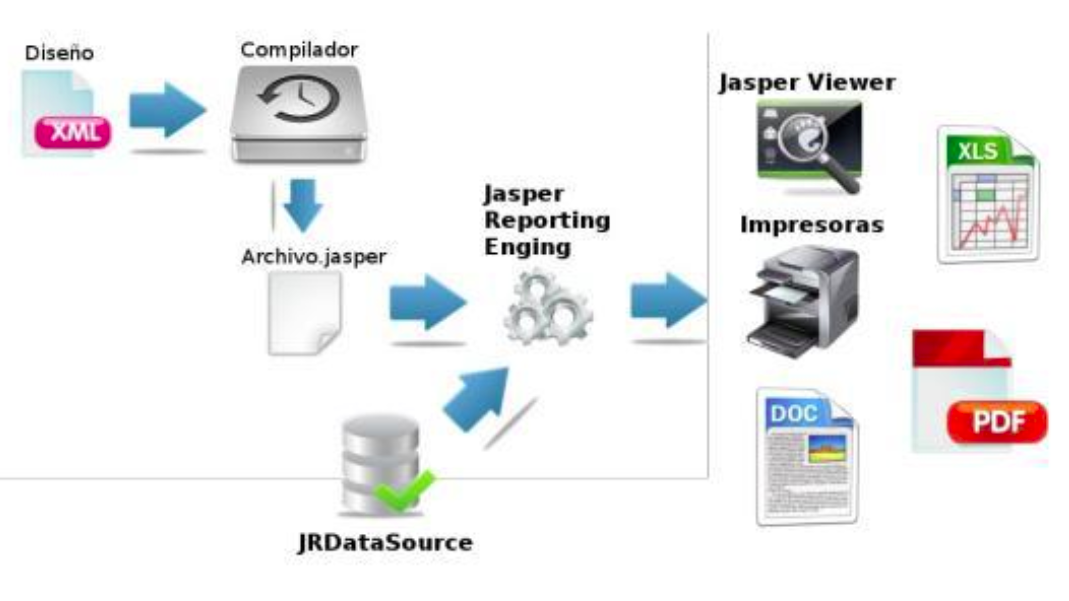 Diseño
XML
Compilador
Archivo.jasper
Jasper
Reporting
Enging
JRDataSource
Jasper Viewer
XLS
Impresoras
DOC
PDF